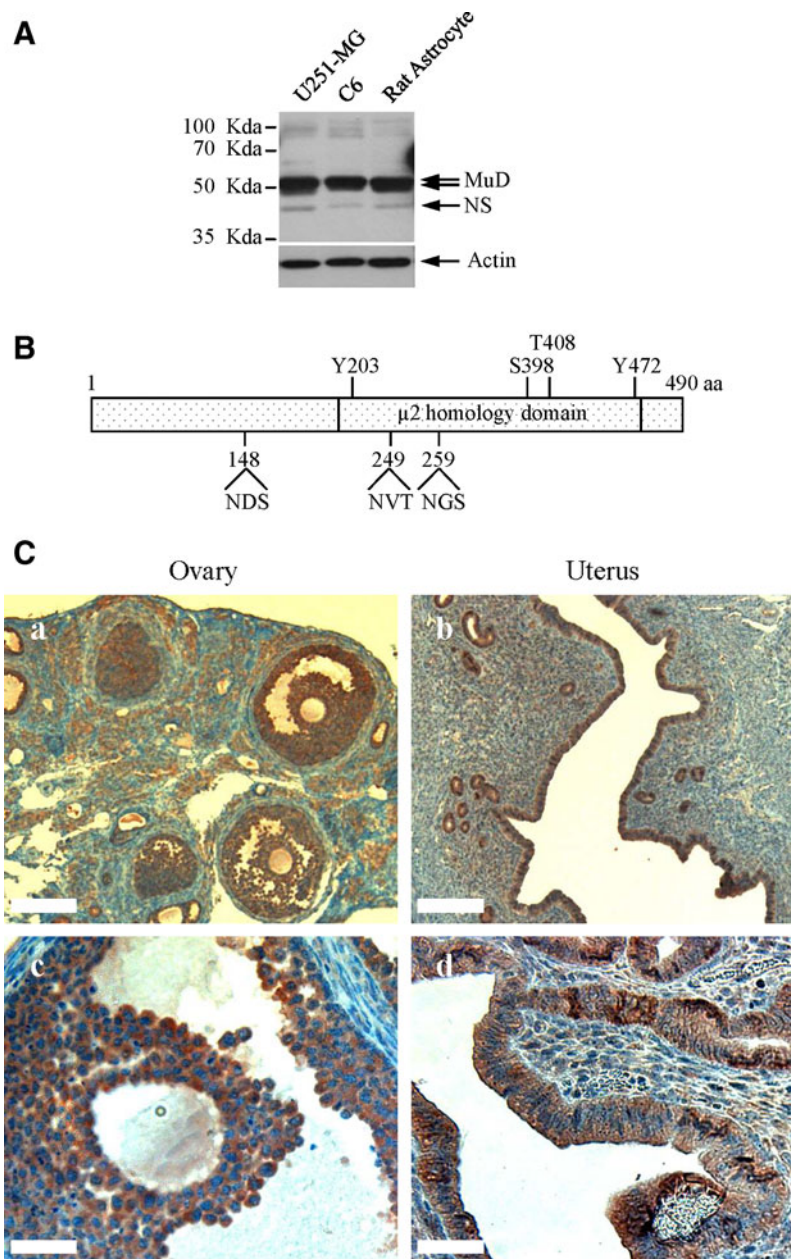 A
U251-MG
C6
Rat Astrocyte
100 Kda
70 Kda
50 Kda
35 Kda
MuD
NS
Actin
B
1
Y203
S398
T408
Y472
490 aa
µ2 homology domain
148
249
259
NDS
NVT
NGS
C
Ovary
Uterus
a
b
c
d